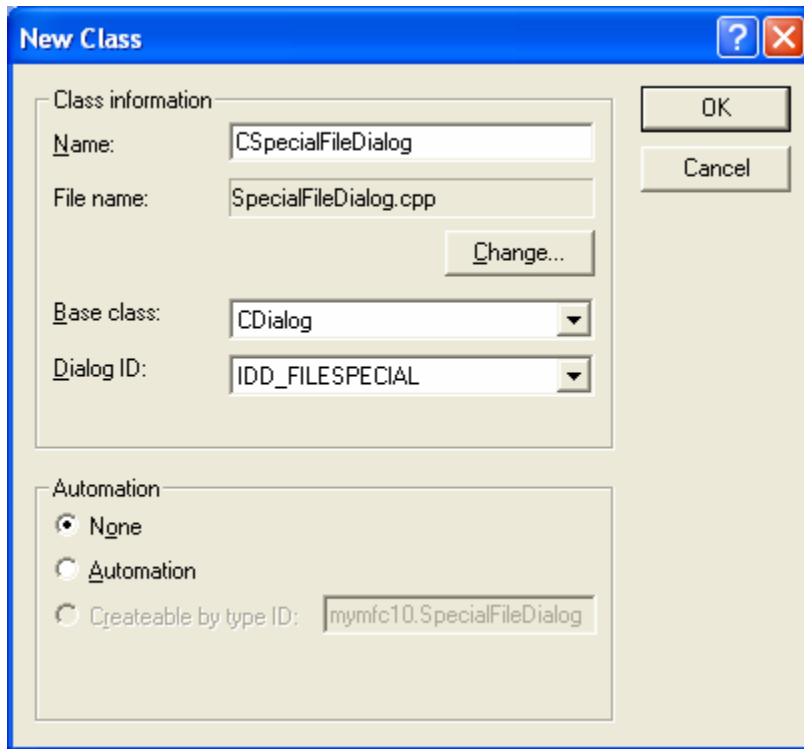 New Class
Class information
OK
Name: CSpecialFileDialog
Cancel
File name: SpecialFileDialog.cpp
Change...
Base class: CDialog
Dialog ID: IDD_FILESPECIAL
Automation
None
Automation
Createable by type ID: mymfc10.SpecialFileDialog